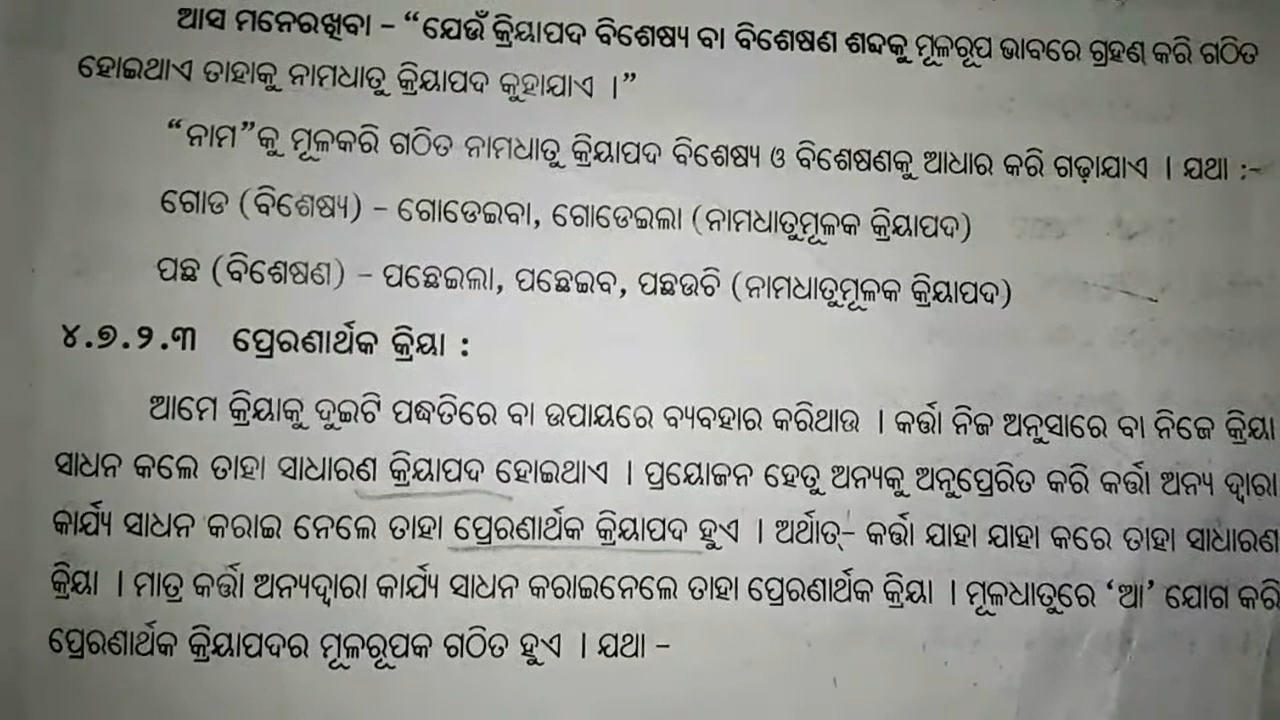 ଆସ ମନେରଖିବା – “ଯେଉଁ କ୍ରିୟାପଦ ବିଶେଷ୍ୟ ବା ବିଶେଷଣ ଶବ୍ଦକୁ ମୂଳରୂପ ଭାବରେ ଗ୍ରହଣ କରି ଗଠିତ
ହୋଇଥାଏ ତାହାକୁ ନାମଧାତୁ କ୍ରିୟାପଦ କୁହାଯାଏ ।”
“ନାମ”କୁ ମୂଳକରି ଗଠିତ ନାମଧାତୁ କ୍ରିୟାପଦ ବିଶେଷ୍ୟ ଓ ବିଶେଷଣକୁ ଆଧାର କରି ଗଢ଼ାଯାଏ । ଯଥା :-
ଗୋଡ (ବିଶେଷ୍ୟ) – ଗୋଡେଇବା, ଗୋଡେଇଲା (ନାମଧାତୁମୂଳକ କ୍ରିୟାପଦ)
ପଛ (ବିଶେଷଣ) – ପଛେଇଲା, ପଛେଇବ, ପଛଉଚି (ନାମଧାତୁମୂଳକ କ୍ରିୟାପଦ)
୪.୭.୨.୩ ପ୍ରେରଣାର୍ଥକ କ୍ରିୟା :
ଆମେ କ୍ରିୟାକୁ ଦୁଇଟି ପଦ୍ଧତିରେ ବା ଉପାୟରେ ବ୍ୟବହାର କରିଥାଉ । କର୍ତ୍ତା ନିଜ ଅନୁସାରେ ବା ନିଜେ କ୍ରିୟା
ସାଧନ କଲେ ତାହା ସାଧାରଣ କ୍ରିୟାପଦ ହୋଇଥାଏ । ପ୍ରୟୋଜନ ହେତୁ ଅନ୍ୟକୁ ଅନୁପ୍ରେରିତ କରି କର୍ତ୍ତା ଅନ୍ୟ ଦ୍ୱାରା
କାର୍ଯ୍ୟ ସାଧନ କରାଇ ନେଲେ ତାହା ପ୍ରେରଣାର୍ଥକ କ୍ରିୟାପଦ ହୁଏ । ଅର୍ଥାତ୍- କର୍ତ୍ତା ଯାହା ଯାହା କରେ ତାହା ସାଧାରଣ
କ୍ରିୟା । ମାତ୍ର କର୍ତ୍ତା ଅନ୍ୟଦ୍ୱାରା କାର୍ଯ୍ୟ ସାଧନ କରାଇନେଲେ ତାହା ପ୍ରେରଣାର୍ଥକ କ୍ରିୟା । ମୂଳଧାତୁରେ ‘ଆ’ ଯୋଗ କରି
ପ୍ରେରଣାର୍ଥକ କ୍ରିୟାପଦର ମୂଳରୂପକ ଗଠିତ ହୁଏ । ଯଥା –